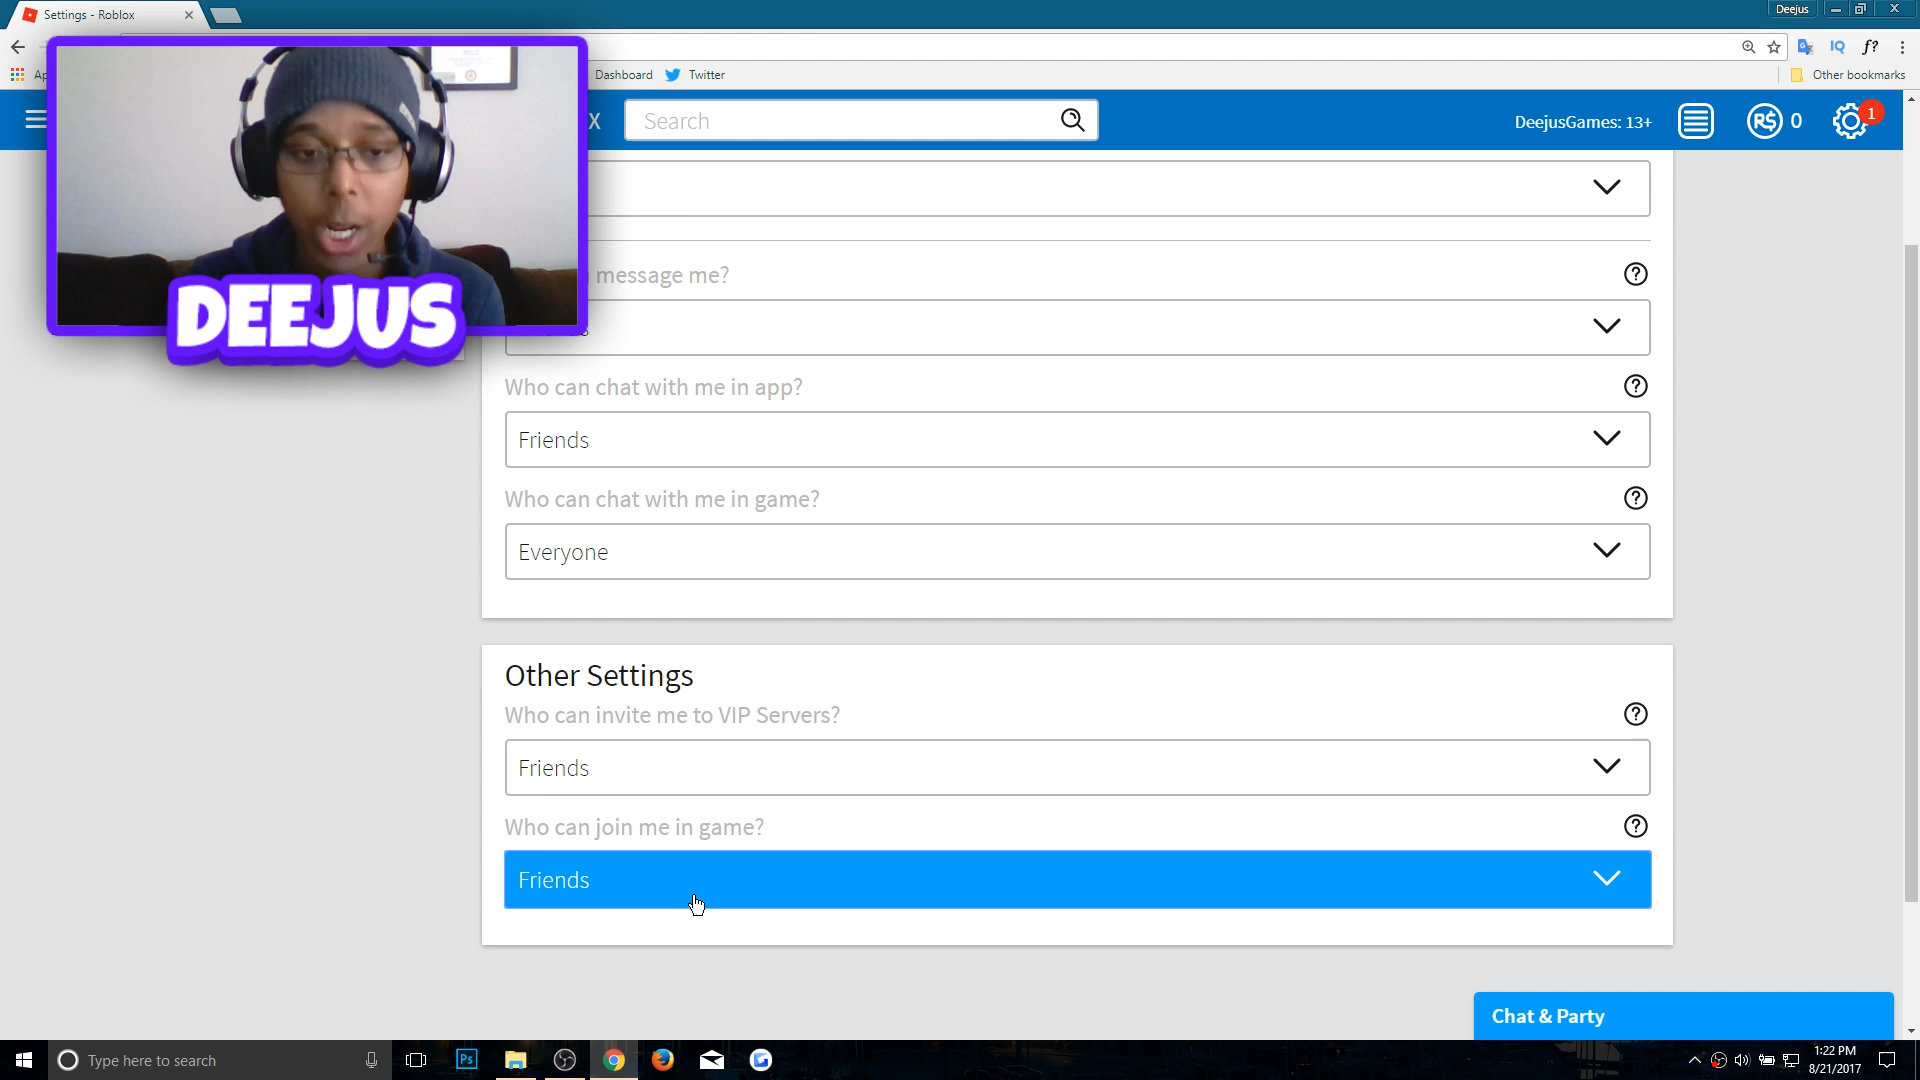 Settings - Roblox
Deejus
Dashboard
Twitter
Other bookmarks
IQ
f?
X
Search
DeejusGames: 13+
R$
0
1
DEEJUS
message me?
Who can chat with me in app?
Friends
Who can chat with me in game?
Everyone
Other Settings
Who can invite me to VIP Servers?
Friends
Who can join me in game?
Friends
Chat & Party
Type here to search
Ps
1:22 PM
8/21/2017